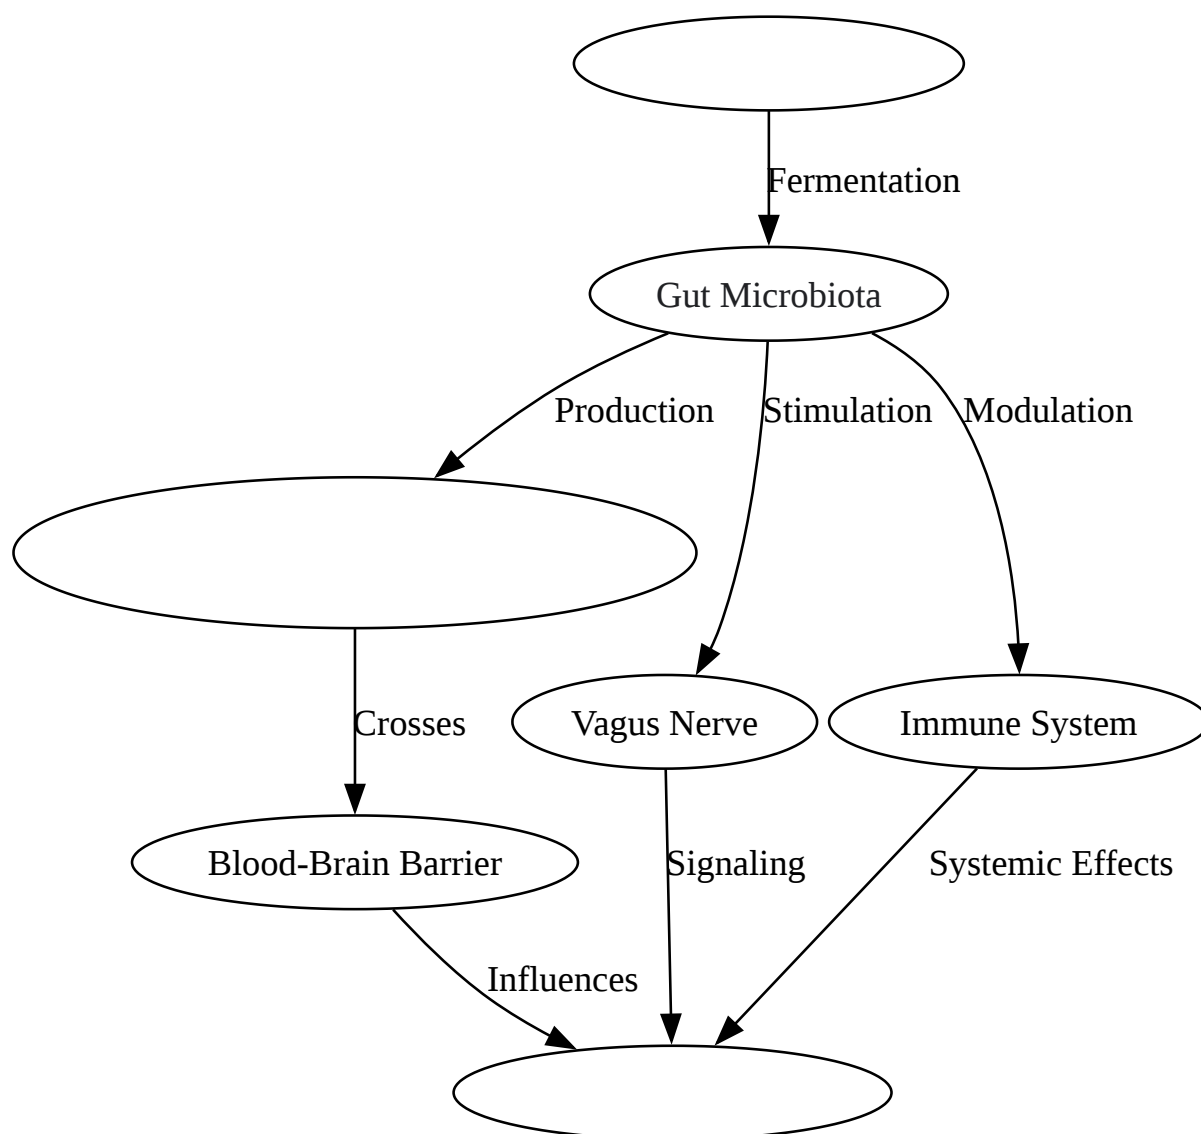 Fermentation
Gut Microbiota
Production
Stimulation
Modulation
Crosses
Vagus Nerve
Immune System
Blood-Brain Barrier
Signaling
Systemic Effects
Influences